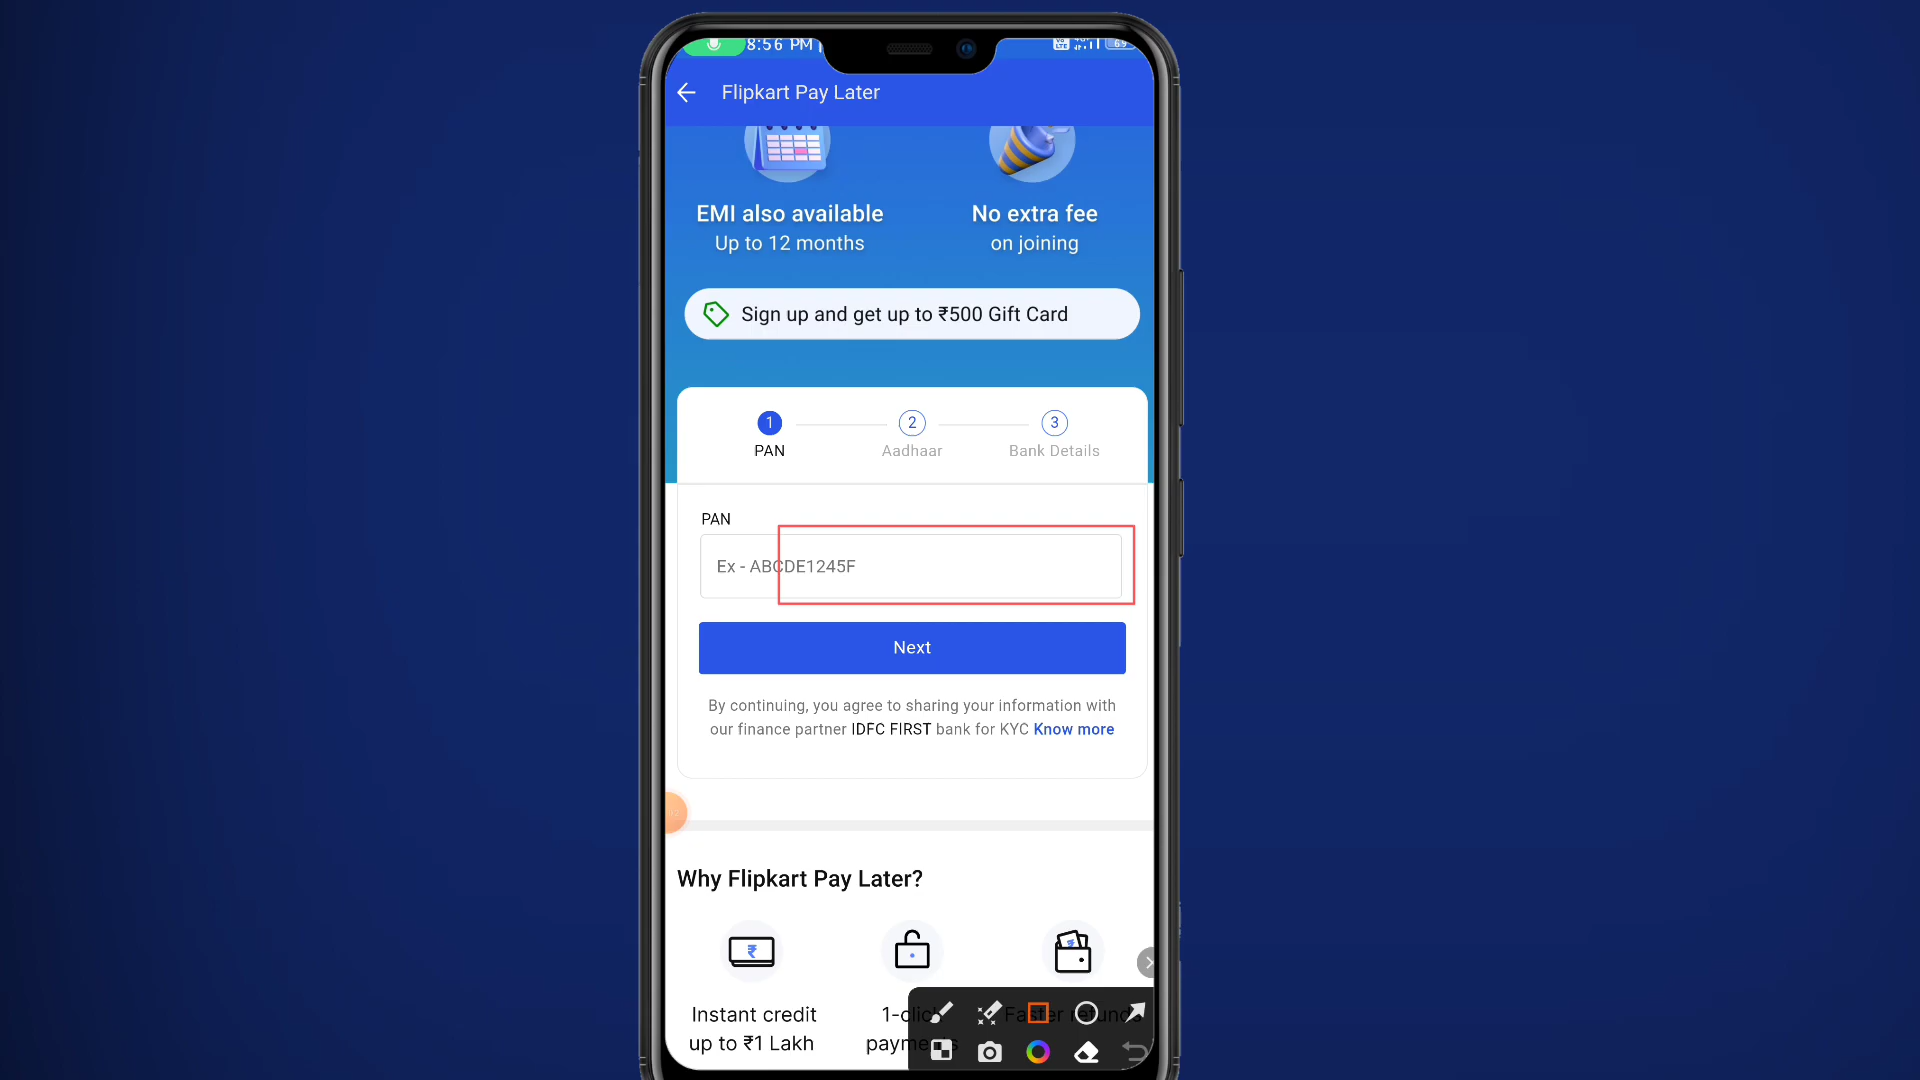 8:56 PM
69
Flipkart Pay Later
EMI also available
Up to 12 months
No extra fee
on joining
Sign up and get up to ₹500 Gift Card
1
2
3
PAN
Aadhaar
Bank Details
PAN
Ex - ABCDE1245F
Next
By continuing, you agree to sharing your information with
our finance partner IDFC FIRST bank for KYC Know more
Why Flipkart Pay Later?
Instant credit
up to ₹1 Lakh
1-click
payments
Faster refunds